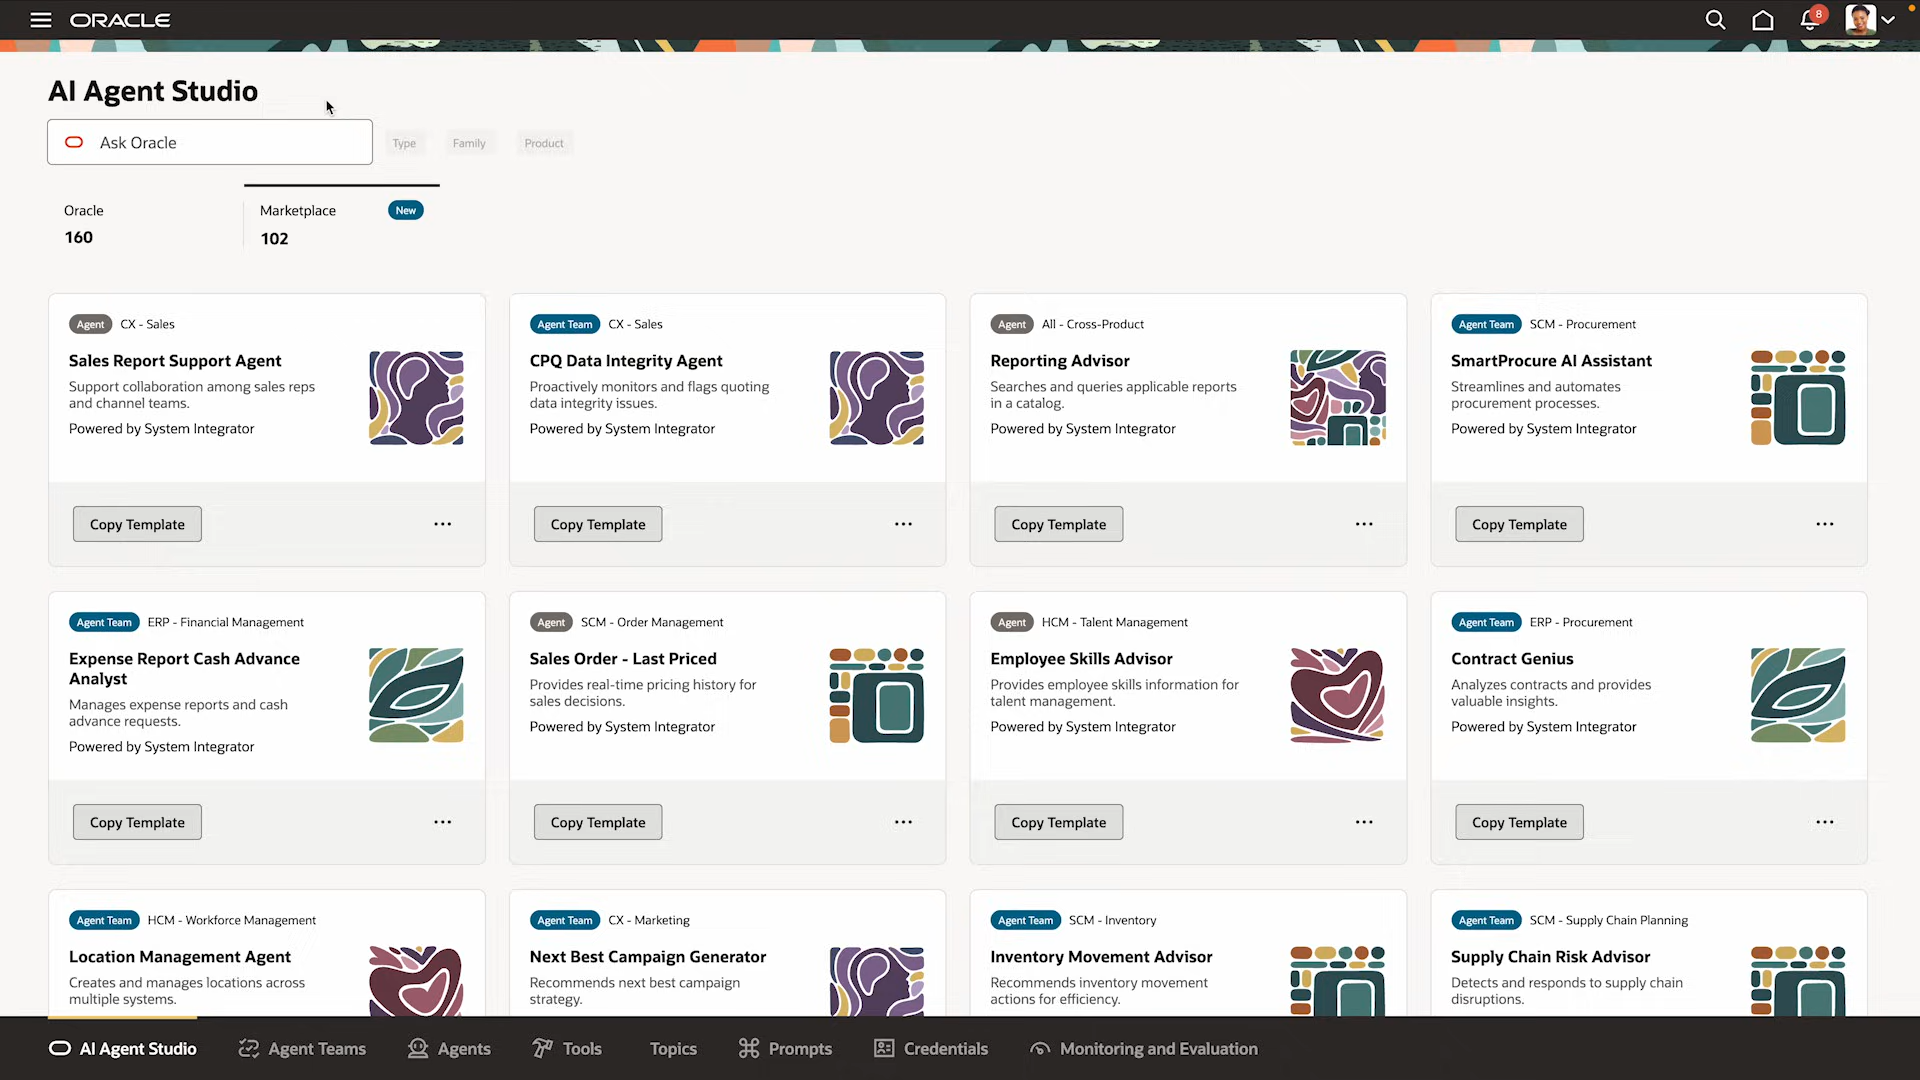 ORACLE
8
AI Agent Studio
Ask Oracle
Type
Family
Product
Oracle
160
Marketplace
New
102
Agent CX - Sales
Sales Report Support Agent
Support collaboration among sales reps
and channel teams.
Powered by System Integrator
Copy Template
Agent Team CX - Sales
CPQ Data Integrity Agent
Proactively monitors and flags quoting
data integrity issues.
Powered by System Integrator
Copy Template
Agent All - Cross-Product
Reporting Advisor
Searches and queries applicable reports
in a catalog.
Powered by System Integrator
Copy Template
Agent Team SCM - Procurement
SmartProcure AI Assistant
Streamlines and automates
procurement processes.
Powered by System Integrator
Copy Template
Agent Team ERP - Financial Management
Expense Report Cash Advance
Analyst
Manages expense reports and cash
advance requests.
Powered by System Integrator
Copy Template
Agent SCM - Order Management
Sales Order - Last Priced
Provides real-time pricing history for
sales decisions.
Powered by System Integrator
Copy Template
Agent HCM - Talent Management
Employee Skills Advisor
Provides employee skills information for
talent management.
Powered by System Integrator
Copy Template
Agent Team ERP - Procurement
Contract Genius
Analyzes contracts and provides
valuable insights.
Powered by System Integrator
Copy Template
Agent Team HCM - Workforce Management
Location Management Agent
Creates and manages locations across
multiple systems.
Agent Team CX - Marketing
Next Best Campaign Generator
Recommends next best campaign
strategy.
Agent Team SCM - Inventory
Inventory Movement Advisor
Recommends inventory movement
actions for efficiency.
Agent Team SCM - Supply Chain Planning
Supply Chain Risk Advisor
Detects and responds to supply chain
disruptions.
AI Agent Studio
Agent Teams
Agents
Tools
Topics
Prompts
Credentials
Monitoring and Evaluation